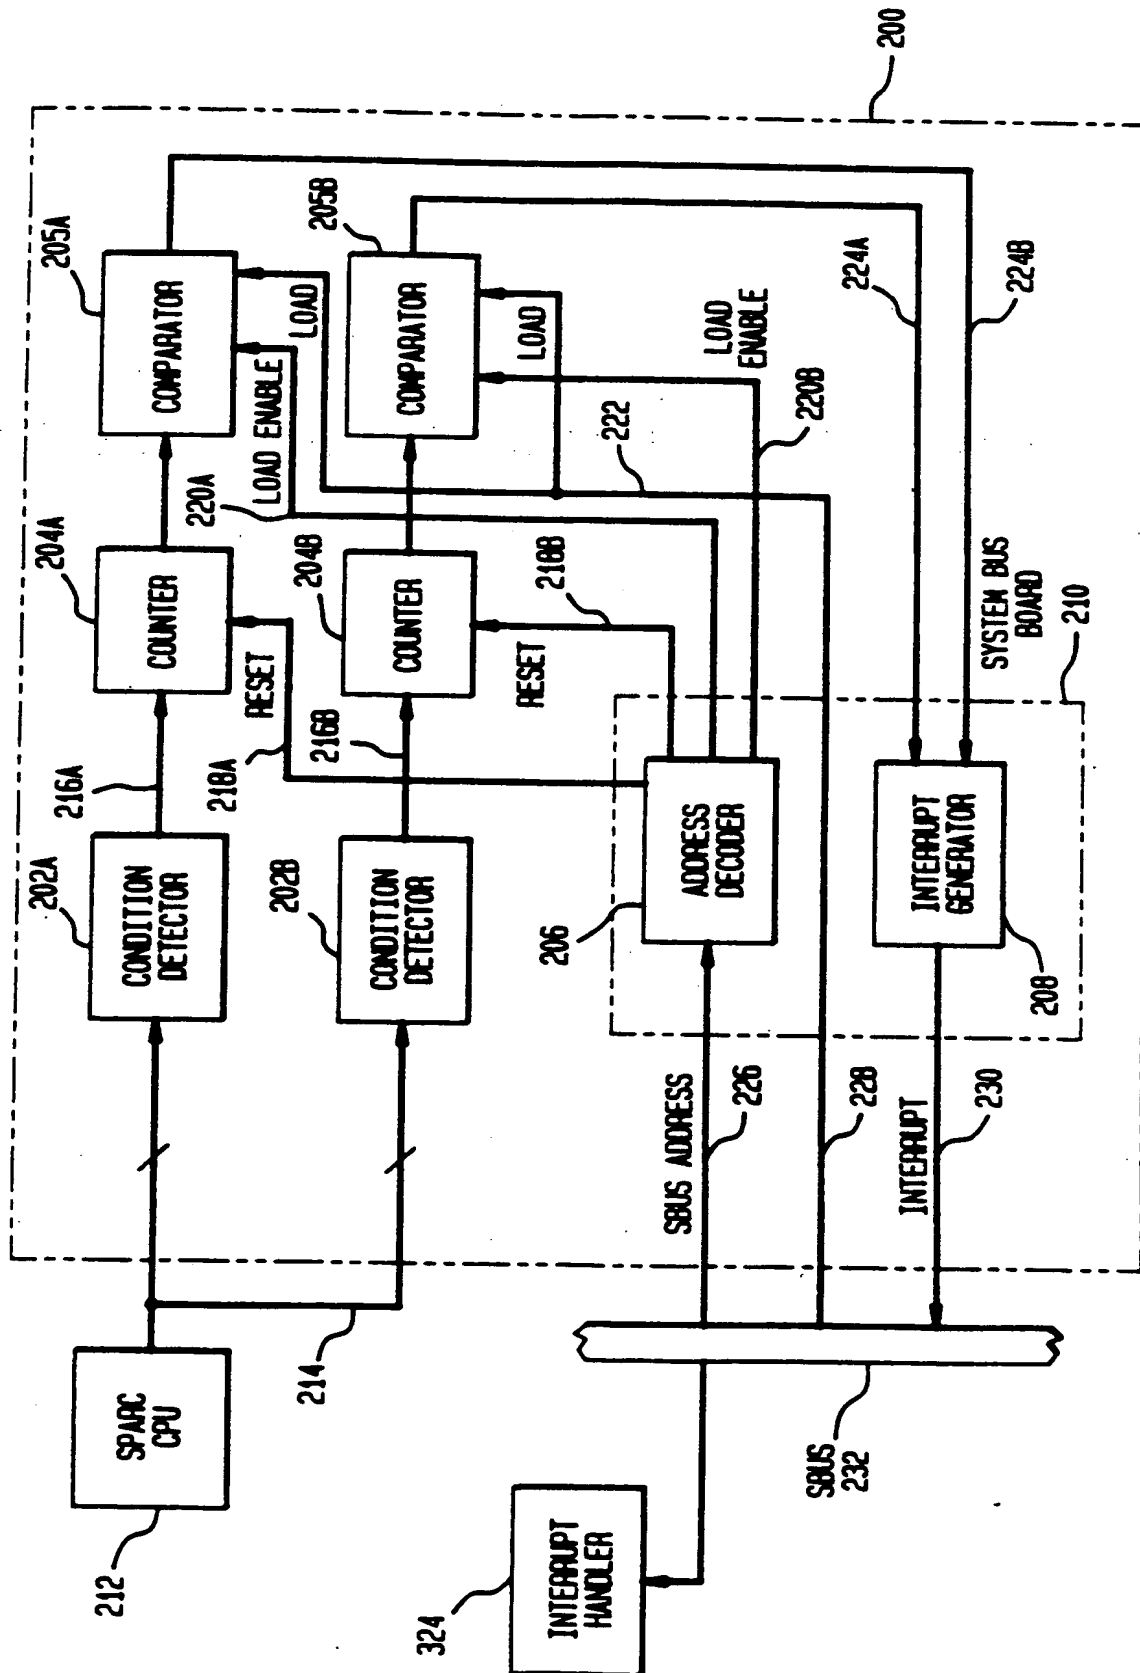 200
205A
COMPARATOR
205B
COMPARATOR
LOAD
LOAD
LOAD ENABLE
220A
LOAD
ENABLE
220B
222
224A
224B
204A
COUNTER
204B
COUNTER
RESET
218A
RESET
218B
SYSTEM BUS
BOARD
210
216A
216B
202A
CONDITION
DETECTOR
202B
CONDITION
DETECTOR
206
ADDRESS
DECODER
INTERRUPT
GENERATOR
208
SBUS ADDRESS
226
228
INTERRUPT
230
SPARC
CPU
212
214
SBUS
232
INTERRUPT
HANDLER
324